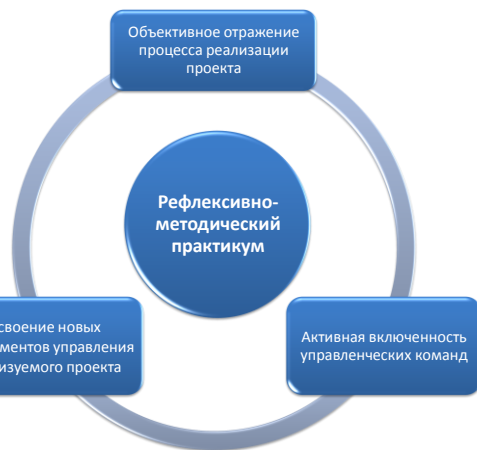 Объективное отражение
процесса реализации
проекта
Рефлексивно-
методический
практикум
своение новых
ментов управления
изуемого проекта
Активная включенность
управленческих команд